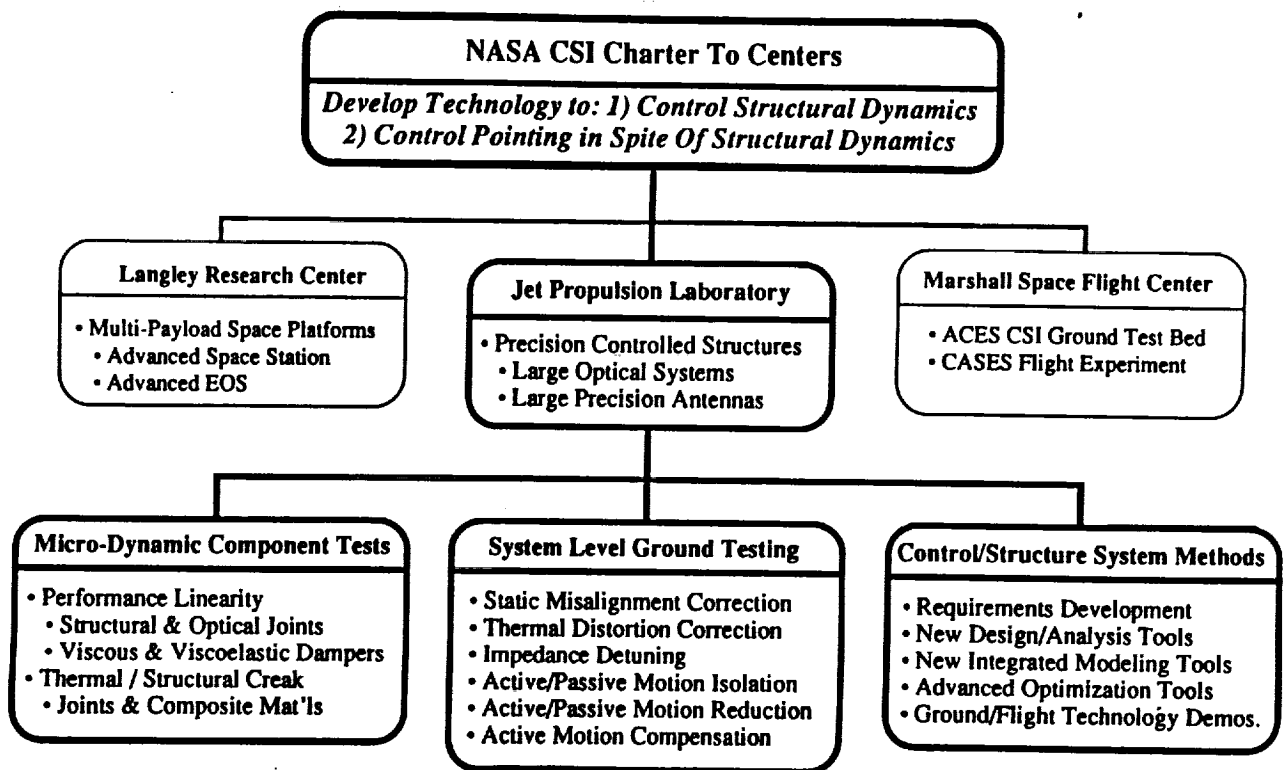 NASA CSI Charter To Centers
Develop Technology to: 1) Control Structural Dynamics
2) Control Pointing in Spite Of Structural Dynamics
Langley Research Center
• Multi-Payload Space Platforms
• Advanced Space Station
• Advanced EOS
Jet Propulsion Laboratory
• Precision Controlled Structures
• Large Optical Systems
• Large Precision Antennas
Marshall Space Flight Center
• ACES CSI Ground Test Bed
• CASES Flight Experiment
Micro-Dynamic Component Tests
• Performance Linearity
• Structural & Optical Joints
• Viscous & Viscoelastic Dampers
• Thermal / Structural Creak
• Joints & Composite Mat'ls
System Level Ground Testing
• Static Misalignment Correction
• Thermal Distortion Correction
• Impedance Detuning
• Active/Passive Motion Isolation
• Active/Passive Motion Reduction
• Active Motion Compensation
Control/Structure System Methods
• Requirements Development
• New Design/Analysis Tools
• New Integrated Modeling Tools
• Advanced Optimization Tools
• Ground/Flight Technology Demos.